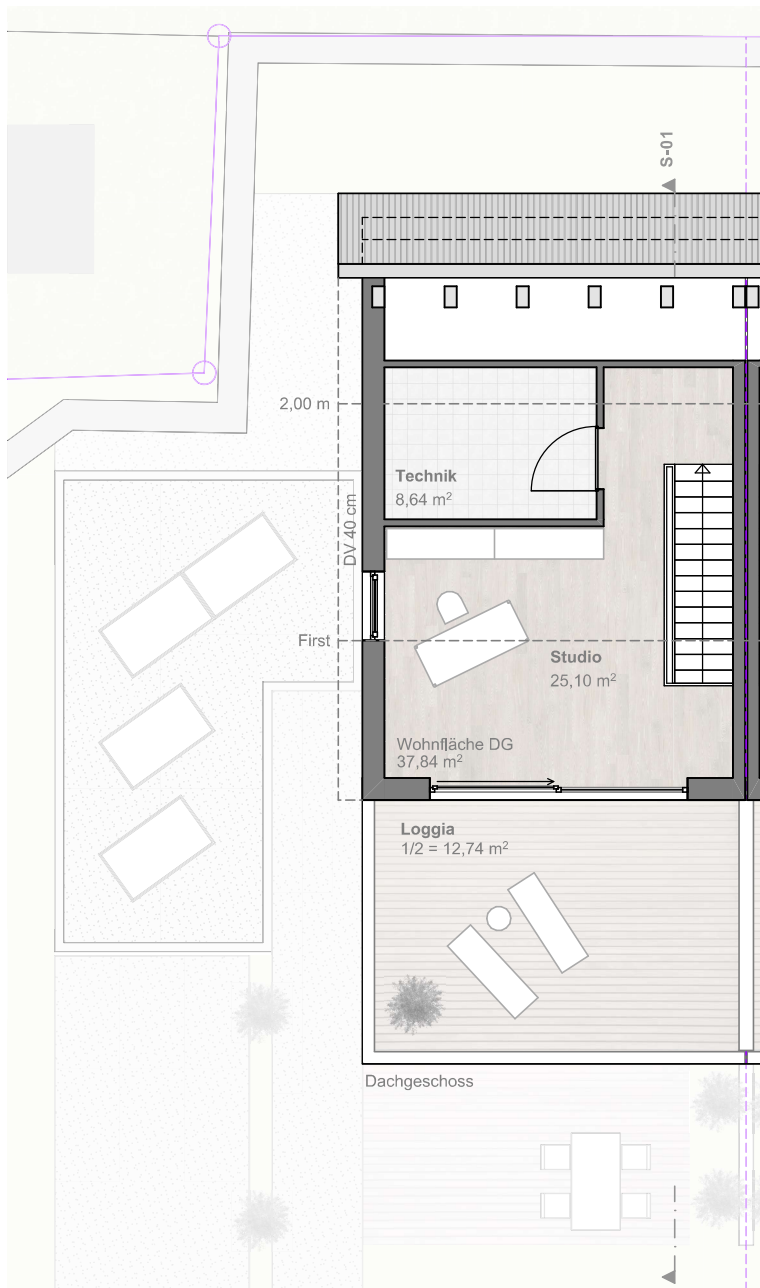 S-01
2,00 m
Technik
8,64 m²
DV 40 cm
First
Studio
25,10 m²
Wohnfläche DG
37,84 m²
Loggia
1/2 = 12,74 m²
Dachgeschoss